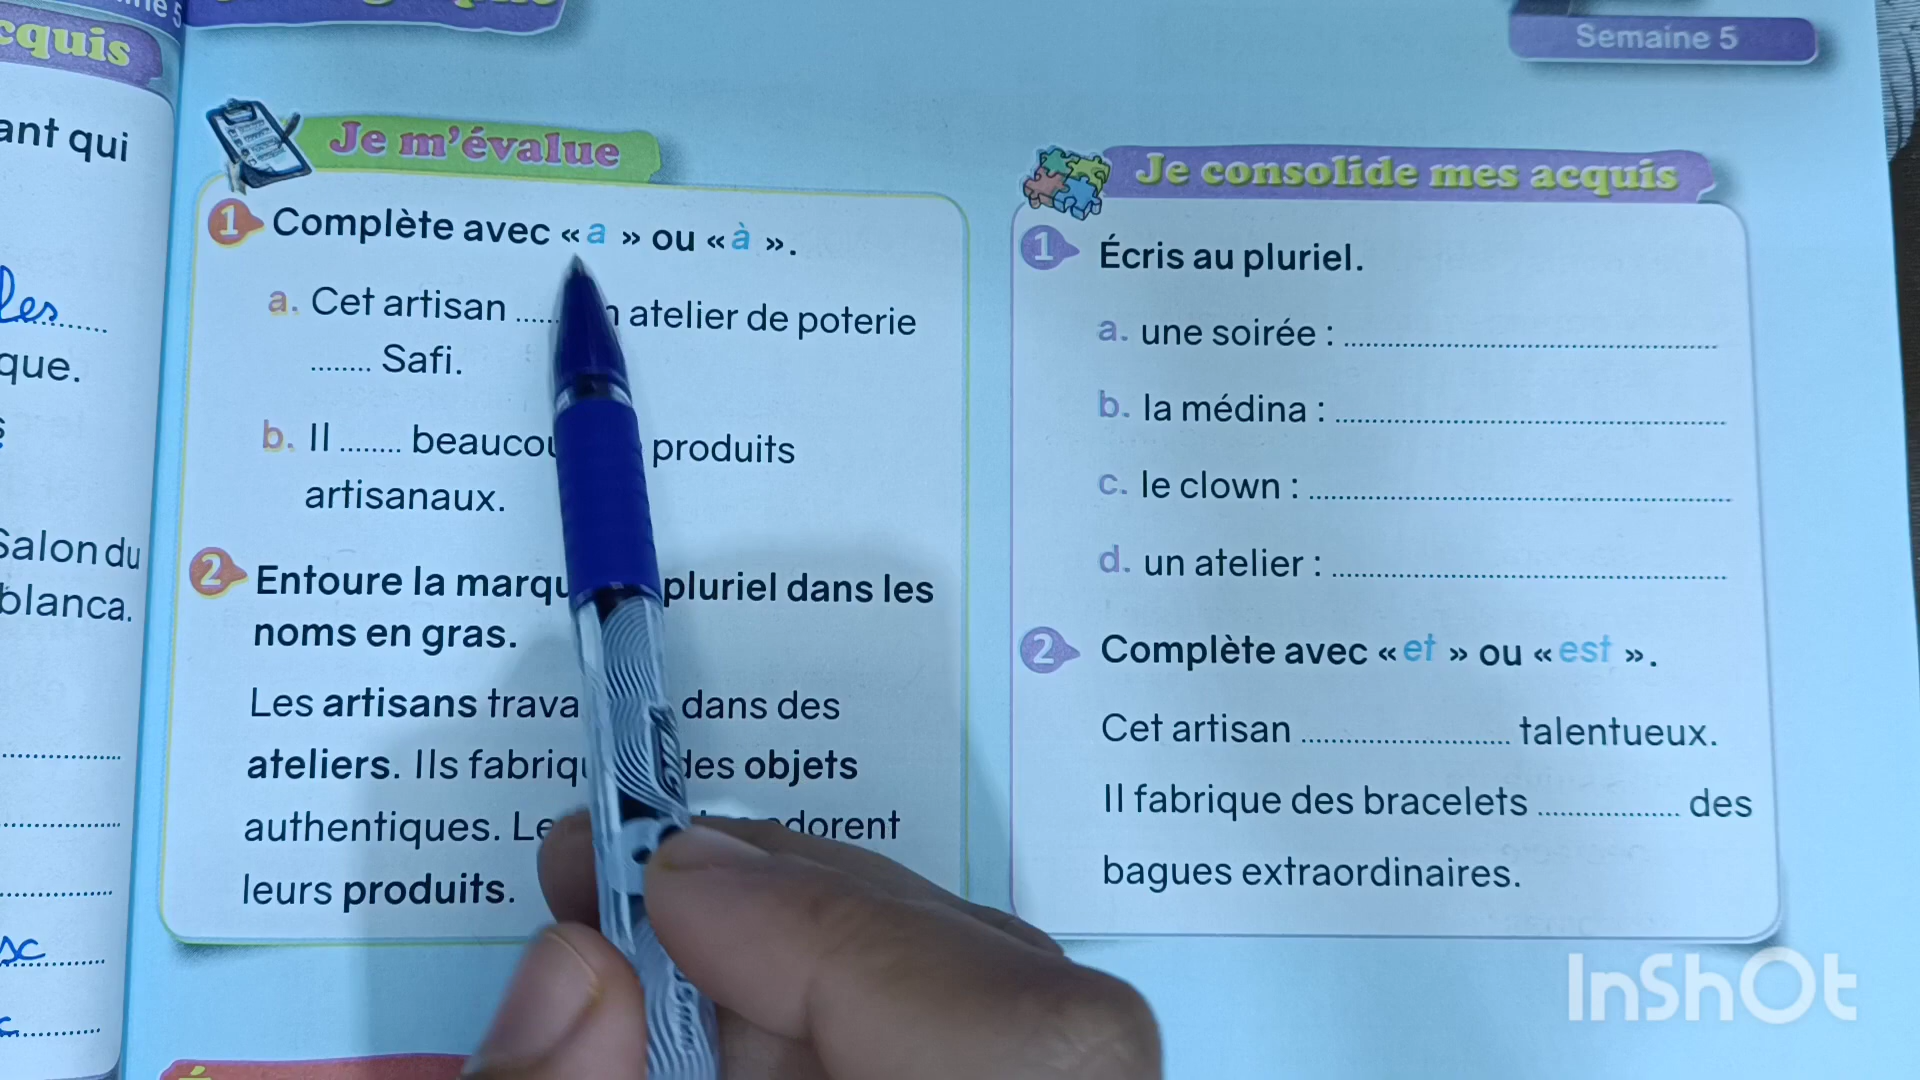 cquis
Semaine 5
ant qui
les
que.
Salon du
blanca.
Je m'évalue
1 Complète avec « a » ou « à ».
a. Cet artisan ...... atelier de poterie
........ Safi.
b. Il ........ produits
artisanaux.
2 Entoure la pluriel dans les
noms en gras.
Les artisans dans des
ateliers. Ils des objets
authentiques.
leurs produits.
Je consolide mes acquis
1 Écris au pluriel.
a. une soirée : ........................
b. la médina : ........................
c. le clown : ........................
d. un atelier : ........................
2 Complète avec « et » ou « est ».
Cet artisan ........................ talentueux.
Il fabrique des bracelets ................ des
bagues extraordinaires.
InShOt